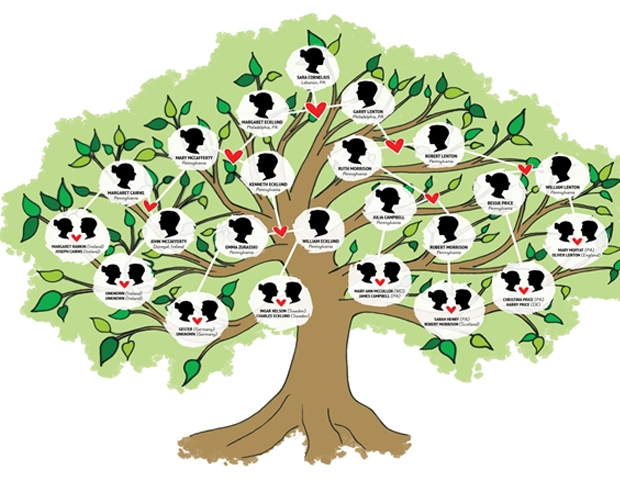 SARA CORNELIUS
Lebanon, PA
MARGARET ECKLUND
Philadelphia, PA
GARRY LENTON
Philadelphia, PA
MARY MCCAFFERTY
Pennsylvania
KENNETH ECKLUND
Pennsylvania
RUTH MORRISON
Pennsylvania
ROBERT LENTON
Pennsylvania
MARGARET CAIRNS
Pennsylvania
JOHN MCCAFFERTY
Donegal, Ireland
EMMA ZURASKI
Pennsylvania
WILLIAM ECKLUND
Pennsylvania
JULIA CAMPBELL
Pennsylvania
ROBERT MORRISON
Pennsylvania
BESSIE PRICE
Pennsylvania
WILLIAM LENTON
Pennsylvania
MARGARET RANKIN (Ireland)
JOSEPH CAIRNS (Ireland)
UNKNOWN (Ireland)
UNKNOWN (Ireland)
GESTER (Germany)
UNKNOWN (Germany)
INGAR NELSON (Sweden)
CHARLES ECKLUND (Sweden)
MARY ANN MCCULLEN (MD)
JAMES CAMPBELL (PA)
SARAH HENRY (PA)
ROBERT MORRISON (Scotland)
CHRISTINA PRICE (PA)
HARRY PRICE (DE)
MARY MOFFAT (PA)
OLIVER LENTON (England)